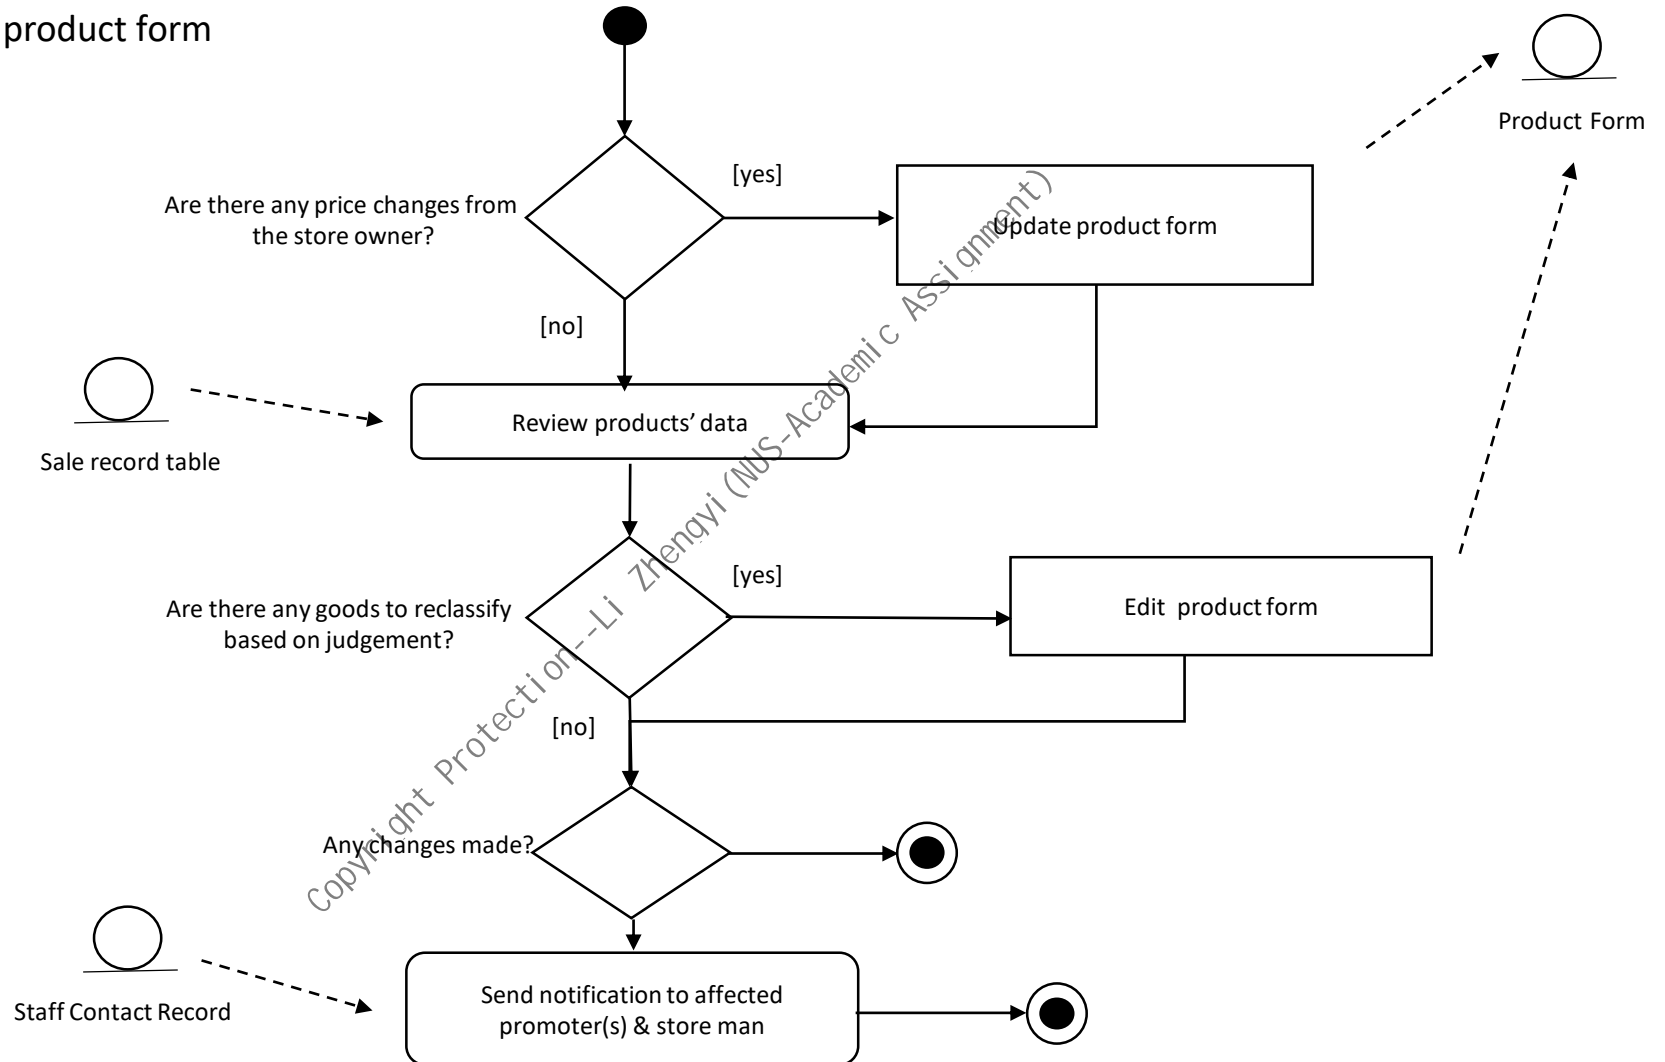 product form
Product Form
[yes]
Are there any price changes from
the store owner?
Update product form
[no]
Review products’ data
Sale record table
[yes]
Are there any goods to reclassify
based on judgement?
Edit product form
[no]
Any changes made?
Send notification to affected
promoter(s) & store man
Staff Contact Record
Copyright Protection--Li Zhengyi(NUS-Academic Assignment)